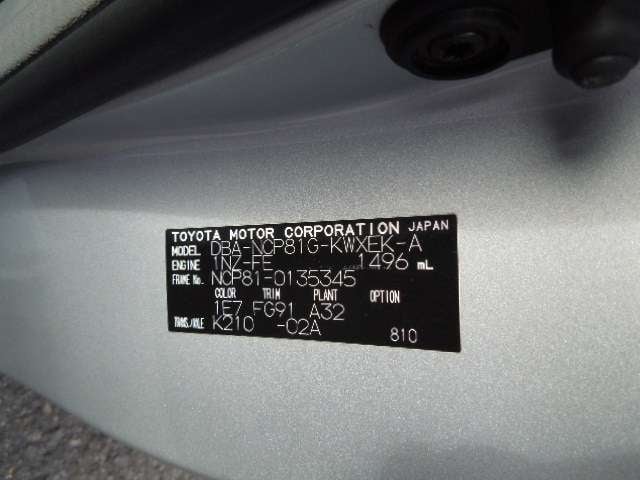 TOYOTA MOTOR CORPORATION JAPAN
MODEL DBA-NCP81G-KWXEK-A
ENGINE 1NZ-FE 1496 mL
FRAME No. NCP81-0135345
COLOR TRIM PLANT OPTION
1E7 FG91 A32
TRANS./AXLE K210 -02A
810